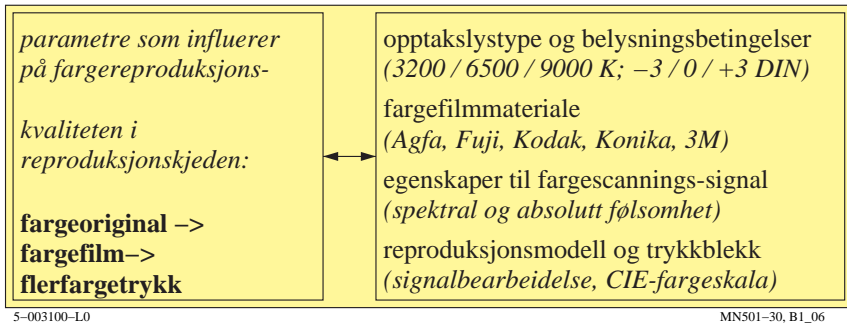 parametre som influerer
på fargereproduksjons-
kvaliteten i
reproduksjonskjeden:
fargeoriginal −>
fargefilm−>
flerfargetrykk
opptakslystype og belysningsbetingelser
(3200 / 6500 / 9000 K; −3 / 0 / +3 DIN)
fargefilmmateriale
(Agfa, Fuji, Kodak, Konika, 3M)
egenskaper til fargescannings-signal
(spektral og absolutt følsomhet)
reproduksjonsmodell og trykkblekk
(signalbearbeidelse, CIE-fargeskala)
5−003100−L0
MN501−30, B1_06